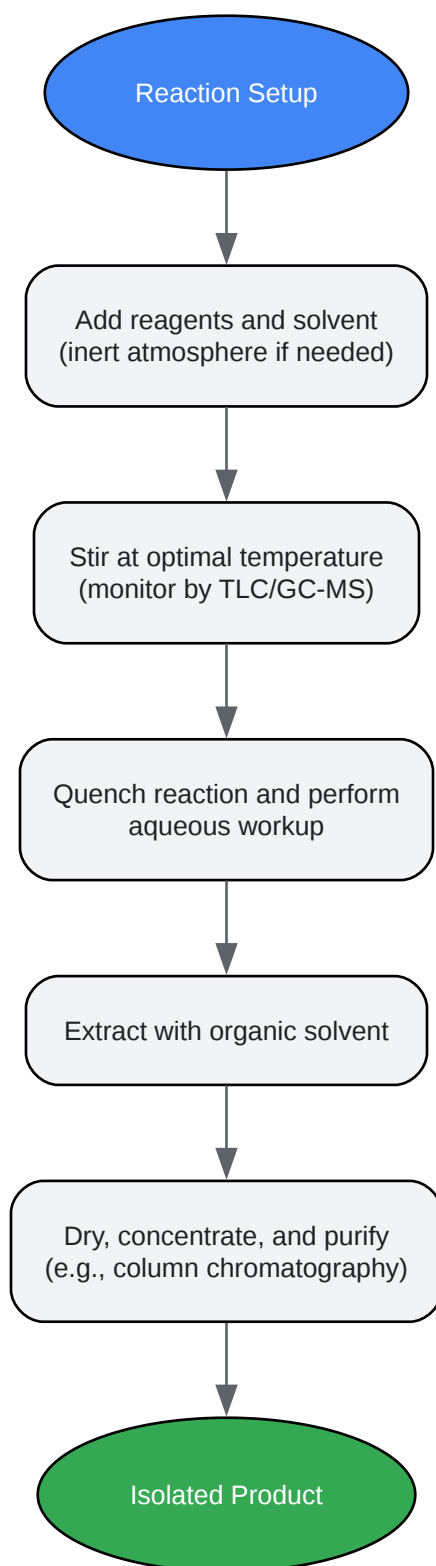 Reaction Setup
Add reagents and solvent
(inert atmosphere if needed)
Stir at optimal temperature
(monitor by TLC/GC-MS)
Quench reaction and perform
aqueous workup
Extract with organic solvent
Dry, concentrate, and purify
(e.g., column chromatography)
Isolated Product